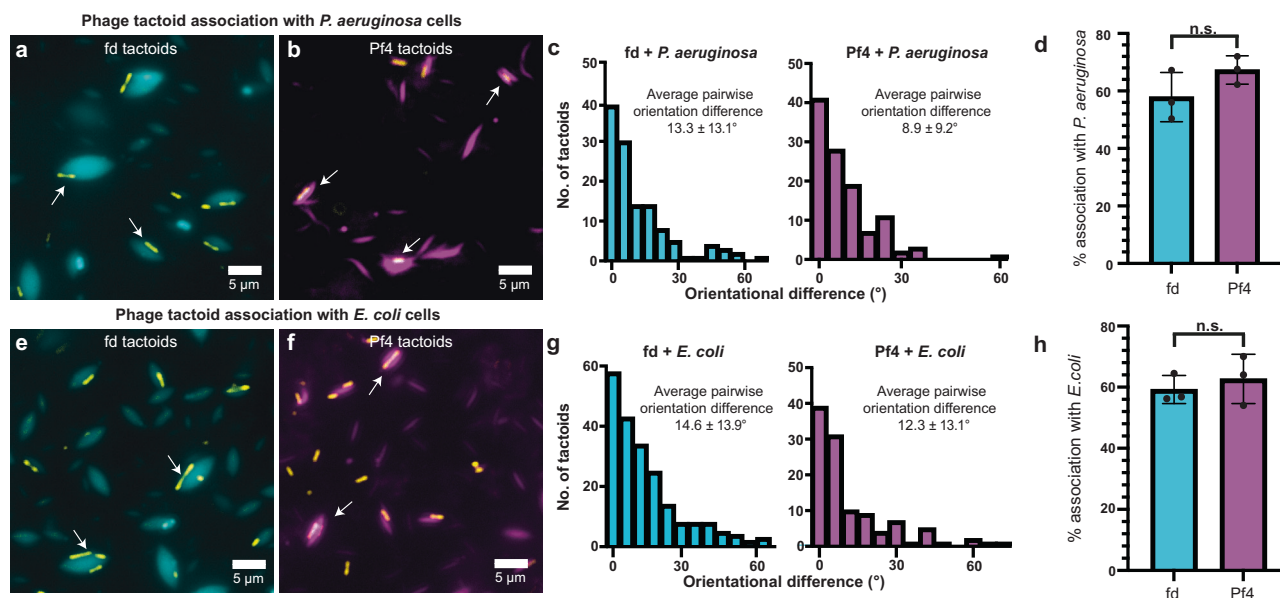 Phage tactoid association with P. aeruginosa cells
a
fd tactoids
5 µm
b
Pf4 tactoids
5 µm
c
fd + P. aeruginosa
Average pairwise
orientation difference
13.3 ± 13.1°
No. of tactoids
50
40
30
20
10
0
0
30
60
Pf4 + P. aeruginosa
Average pairwise
orientation difference
8.9 ± 9.2°
50
40
30
20
10
0
0
30
60
Orientational difference (°)
d
n.s.
% association with P. aeruginosa
80
60
40
20
0
fd
Pf4
Phage tactoid association with E. coli cells
e
fd tactoids
5 µm
f
Pf4 tactoids
5 µm
g
fd + E. coli
Average pairwise
orientation difference
14.6 ± 13.9°
No. of tactoids
60
40
20
0
0
30
60
Pf4 + E. coli
Average pairwise
orientation difference
12.3 ± 13.1°
50
40
30
20
10
0
0
30
60
Orientational difference (°)
h
n.s.
% association with E.coli
80
60
40
20
0
fd
Pf4